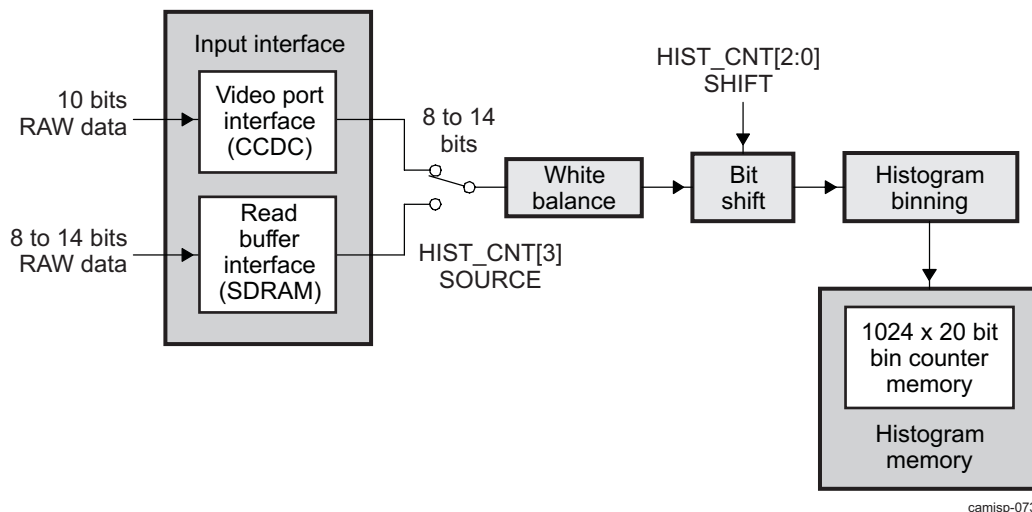 Input interface
10 bits
RAW data
Video port
interface
(CCDC)
8 to 14 bits
RAW data
Read
buffer
interface
(SDRAM)
8 to 14
bits
HIST_CNT[3]
SOURCE
White
balance
HIST_CNT[2:0]
SHIFT
Bit
shift
Histogram
binning
1024 x 20 bit
bin counter
memory
Histogram
memory
camisp-073